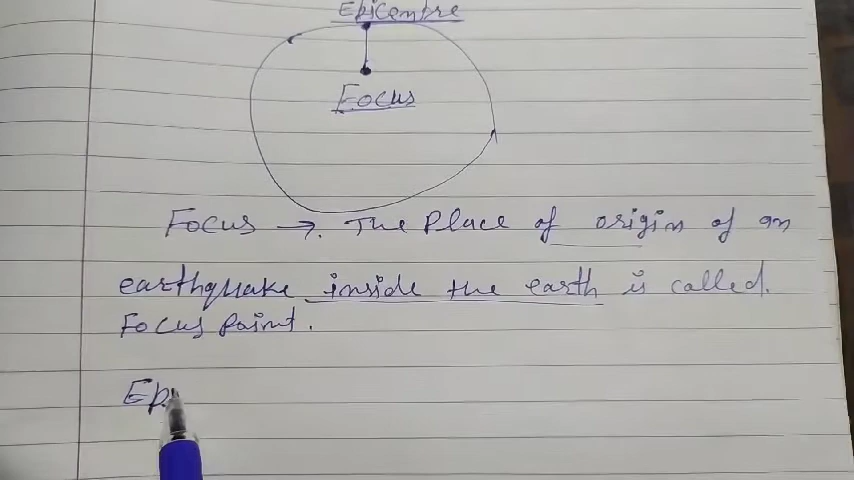 Epicentre
Focus
Focus →. The Place of origin of an
earthquake inside the earth is called.
Focus Point.
Ep